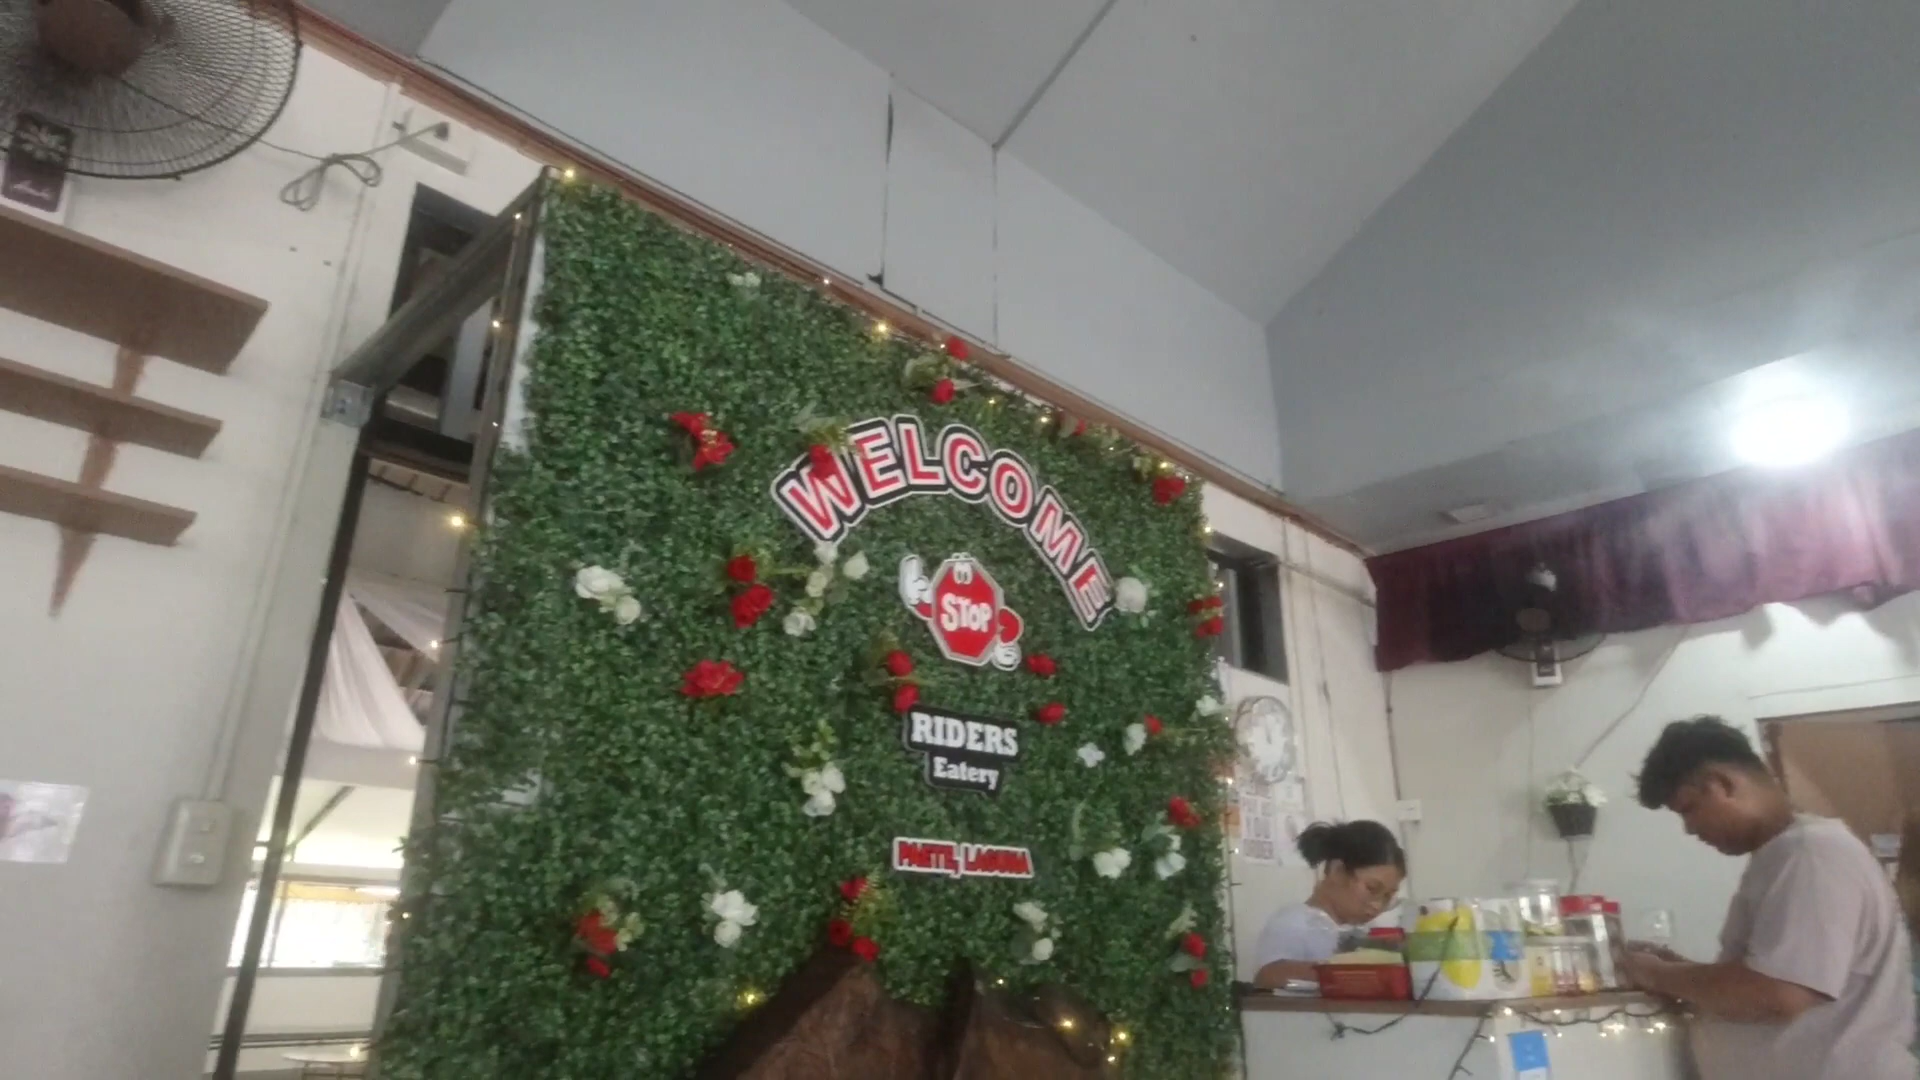 WELCOME
STOP
RIDERS
Eatery
PAETE, LAGUNA